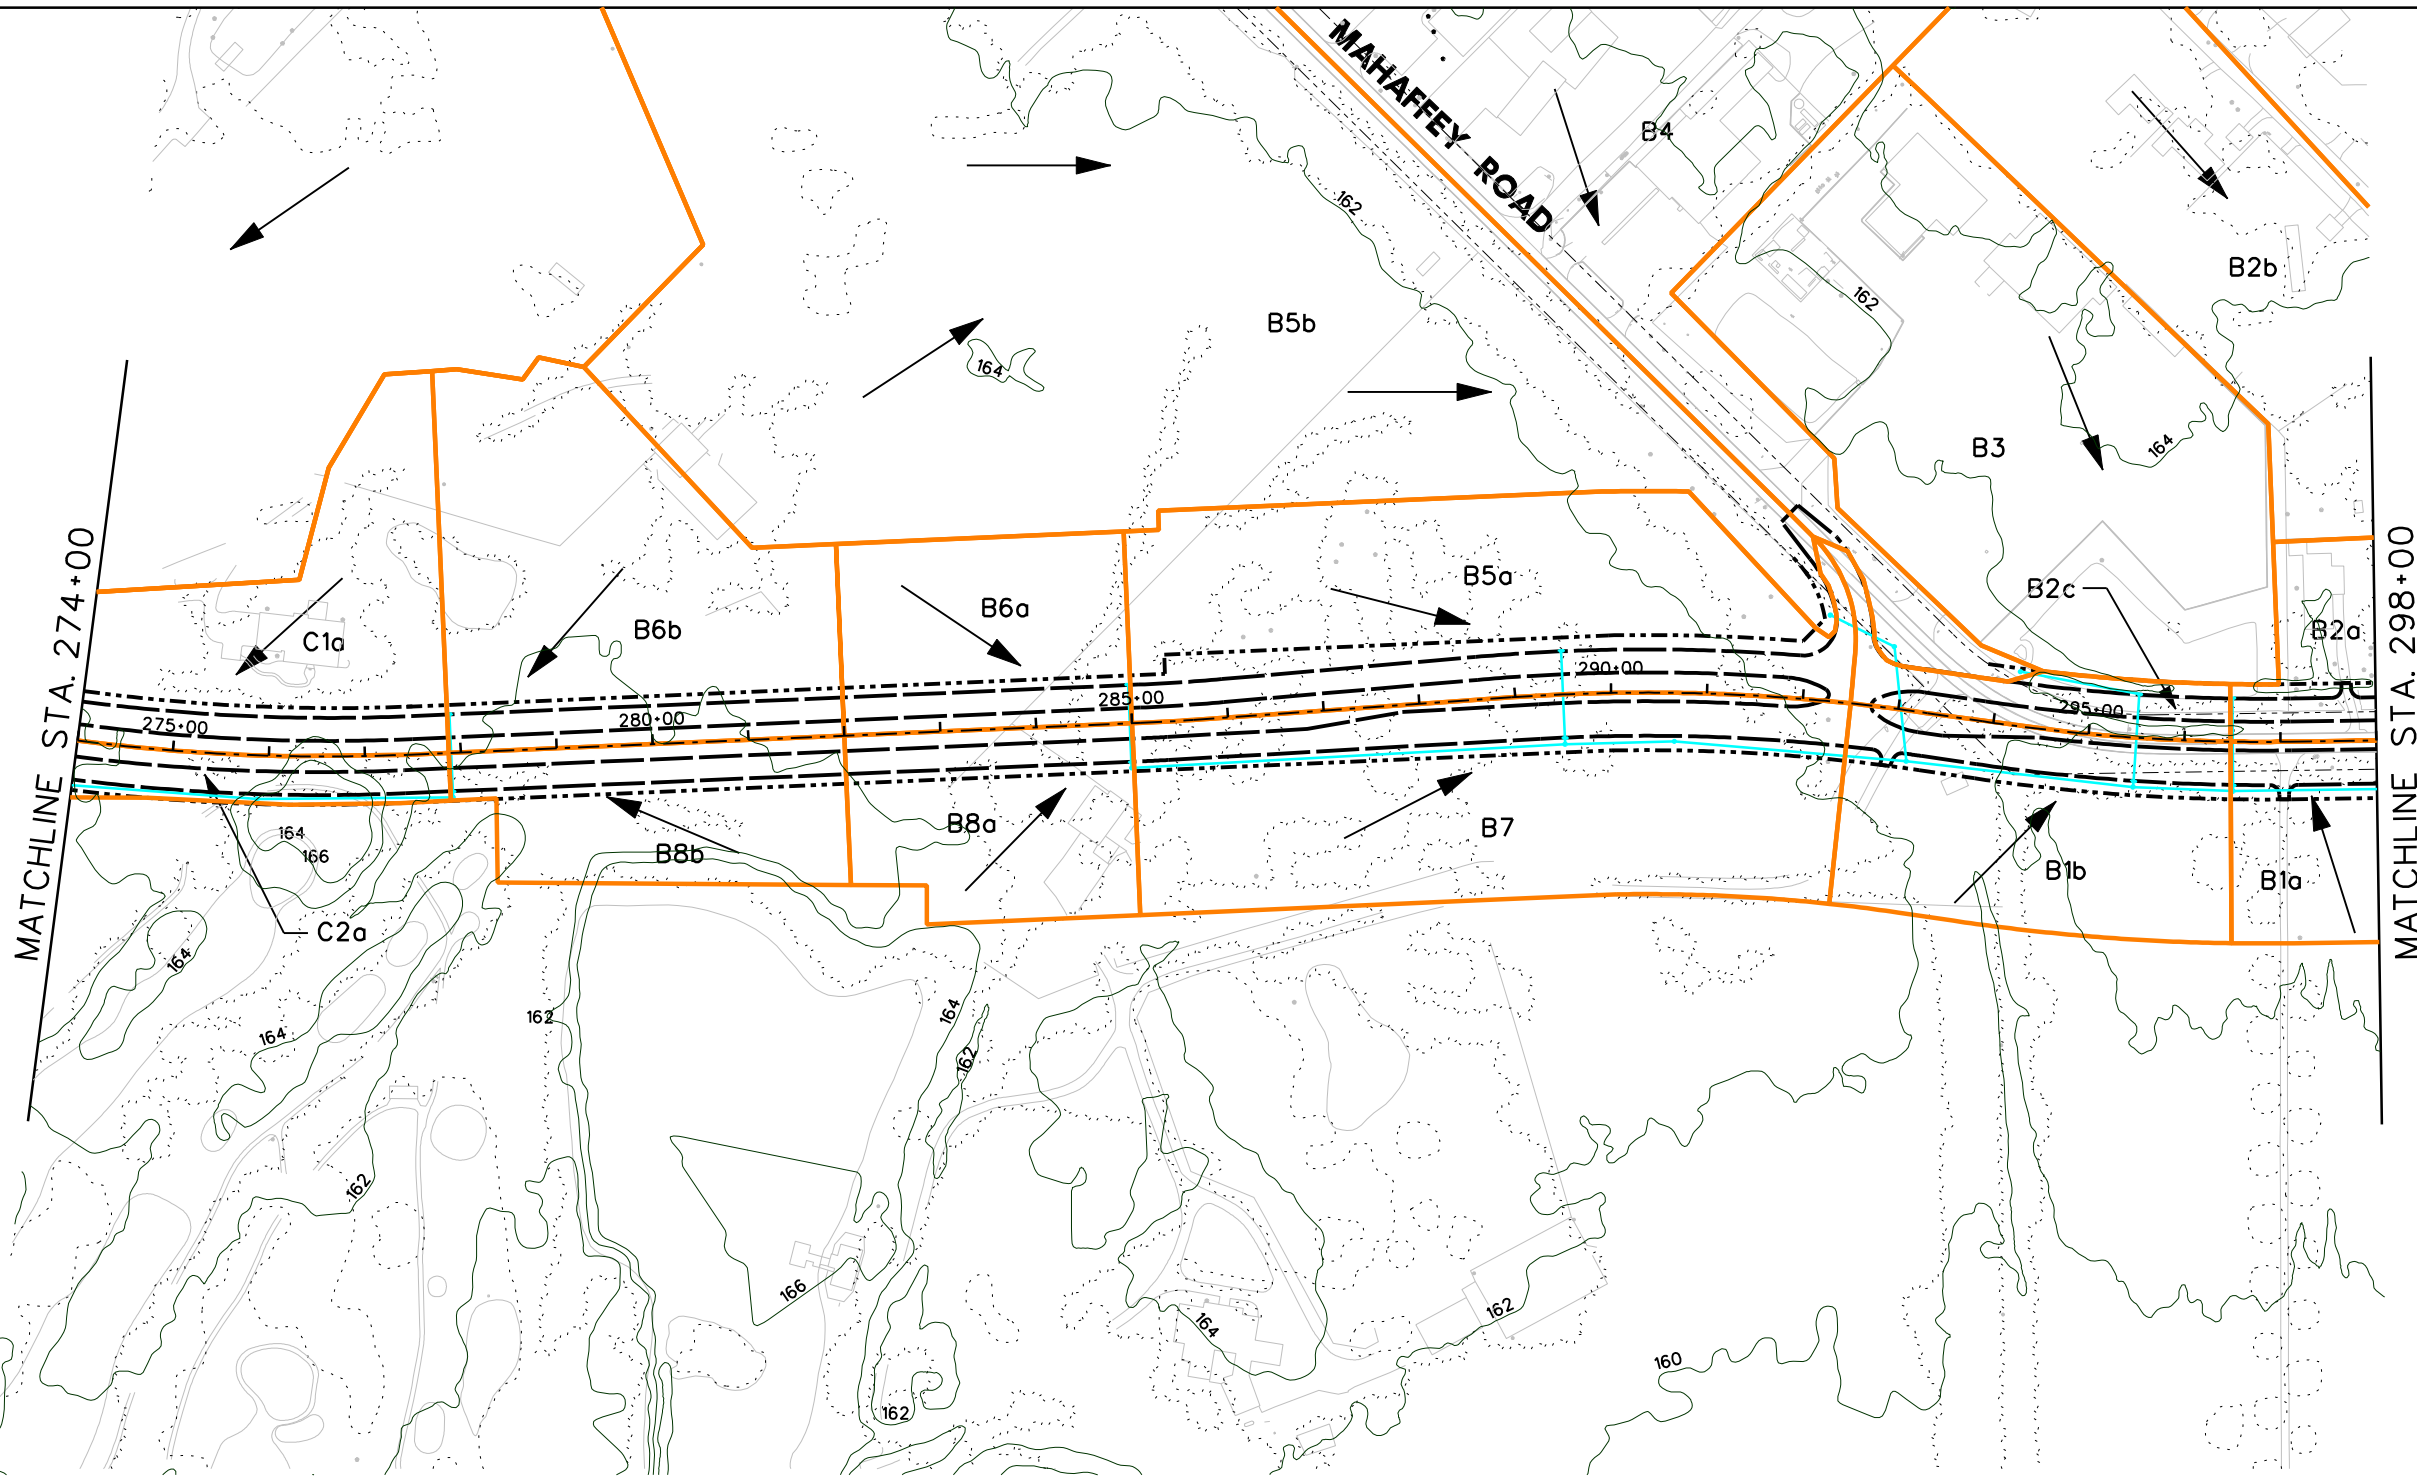 MAHAFFEY ROAD
B4
162
B2b
162
B5b
164
B3
164
MATCHLINE STA. 274+00
MATCHLINE STA. 298+00
B5a
B2c
B6a
B6b
C1a
B2a
290+00
285+00
295+00
280+00
275+00
B8a
B7
164
166
B8b
B1b
B1a
C2a
164
162
164
164
162
162
166
162
164
160
162